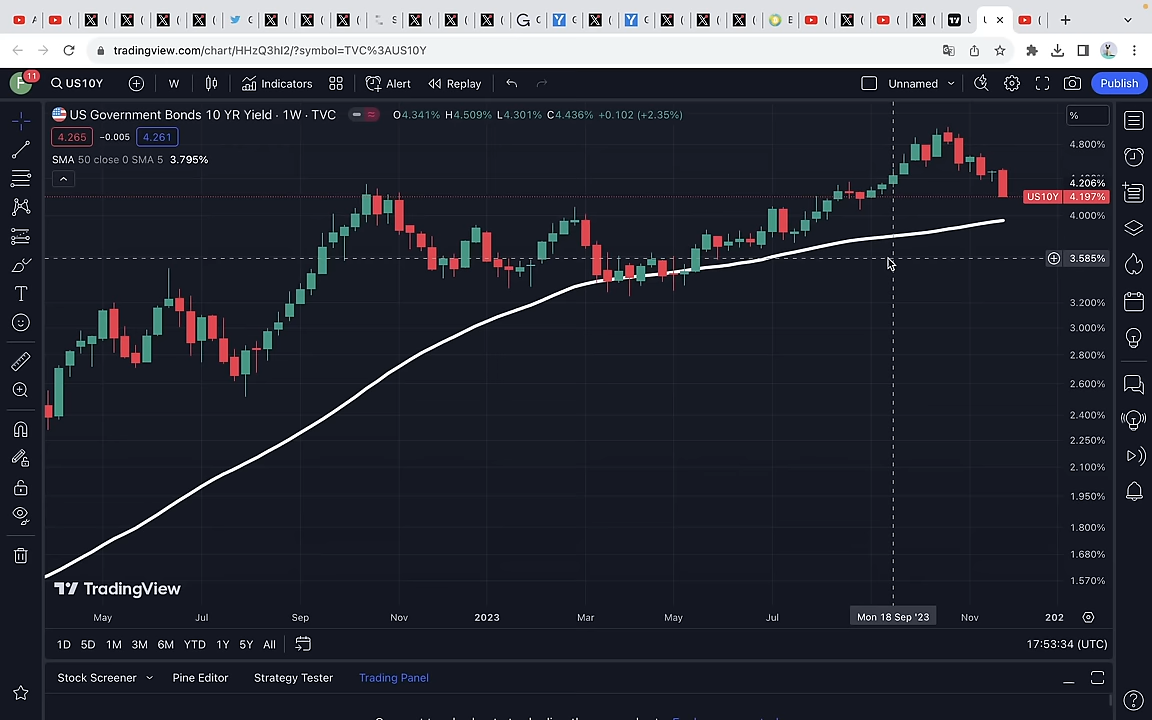 tradingview.com/chart/HHzQ3hI2/?symbol=TVC%3AUS10Y
F 11 US10Y W Indicators Alert Replay Unnamed Publish
US Government Bonds 10 YR Yield · 1W · TVC O4.341% H4.509% L4.301% C4.436% +0.102 (+2.35%)
%
4.265 −0.005 4.261
SMA 50 close 0 SMA 5 3.795%
4.800%
4.206%
US10Y 4.197%
4.000%
3.585%
3.200%
3.000%
2.800%
2.600%
2.400%
2.250%
2.100%
1.950%
1.800%
1.680%
1.570%
TradingView
May Jul Sep Nov 2023 Mar May Jul Mon 18 Sep '23 Nov 202
1D 5D 1M 3M 6M YTD 1Y 5Y All 17:53:34 (UTC)
Stock Screener Pine Editor Strategy Tester Trading Panel